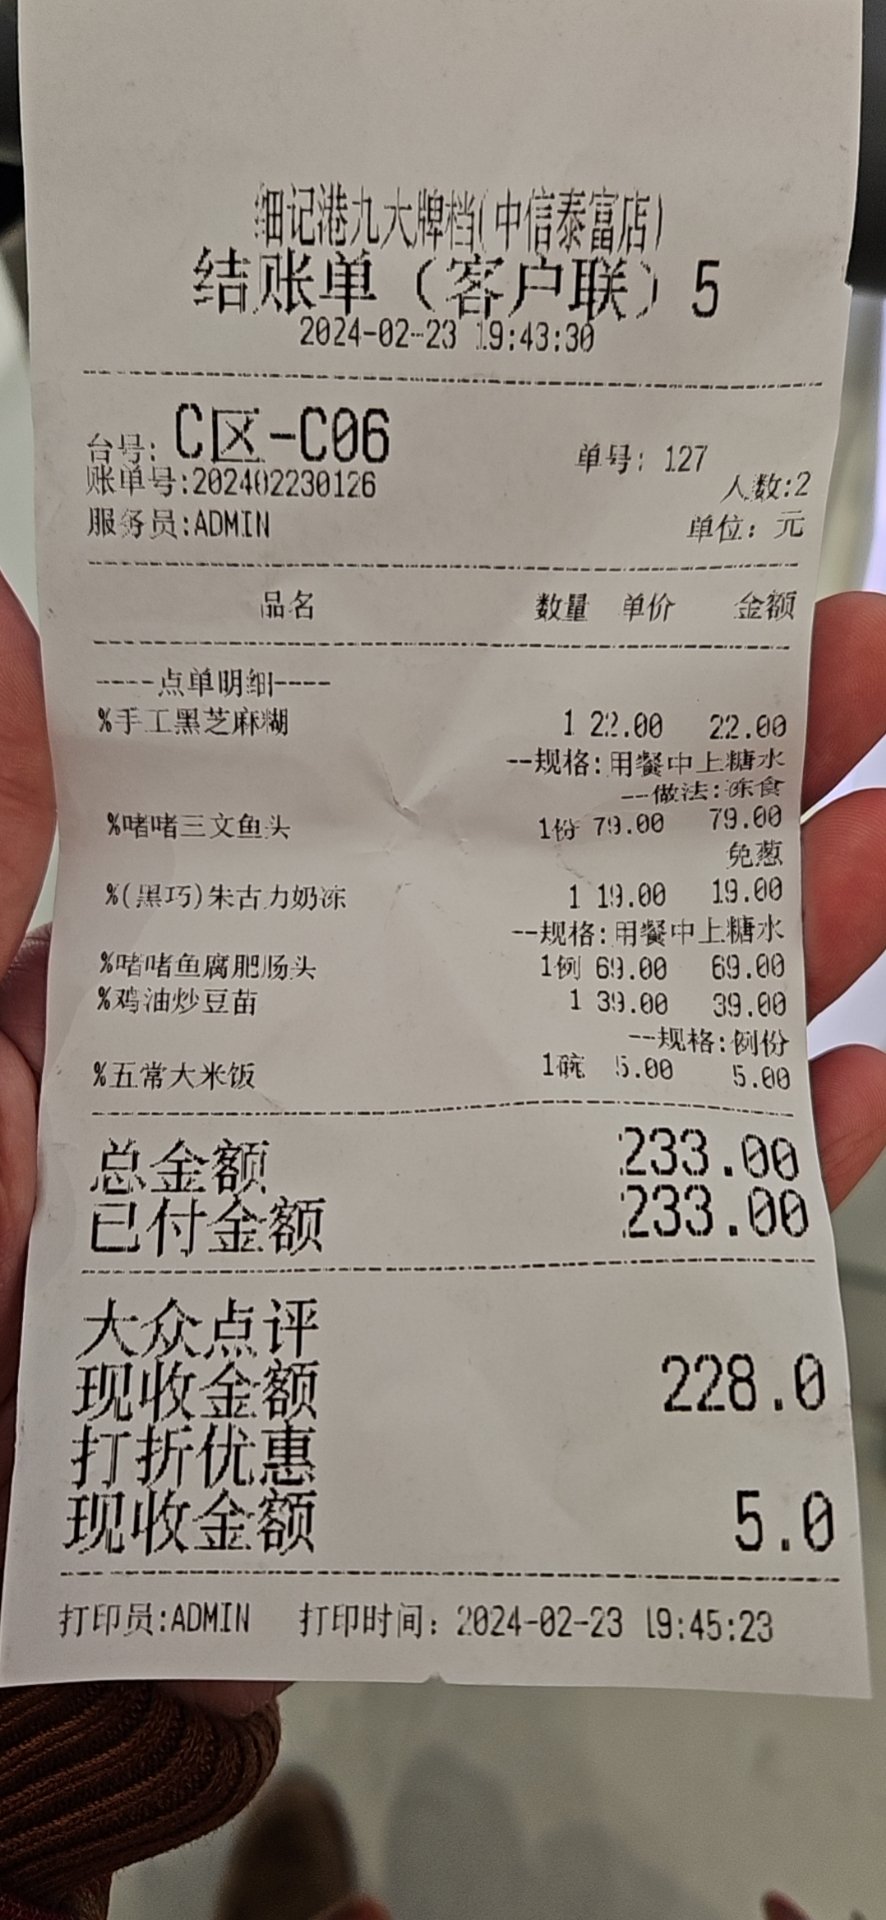 细记港九大牌档(中信泰富店)
结账单（客户联）5
2024-02-23 19:43:30
台号: C区-C06 单号: 127
账单号:202402230126 人数:2
服务员:ADMIN 单位: 元
品名 数量 单价 金额
----点单明细----
%手工黑芝麻糊 1 22.00 22.00
--规格:用餐中上糖水
--做法:冻食
%啫啫三文鱼头 1份 79.00 79.00
免葱
%(黑巧)朱古力奶冻 1 19.00 19.00
--规格:用餐中上糖水
%啫啫鱼腐肥肠头 1例 69.00 69.00
%鸡油炒豆苗 1 39.00 39.00
--规格:例份
%五常大米饭 1碗 5.00 5.00
总金额 233.00
已付金额 233.00
大众点评
现收金额 228.0
打折优惠
现收金额 5.0
打印员:ADMIN 打印时间: 2024-02-23 19:45:23